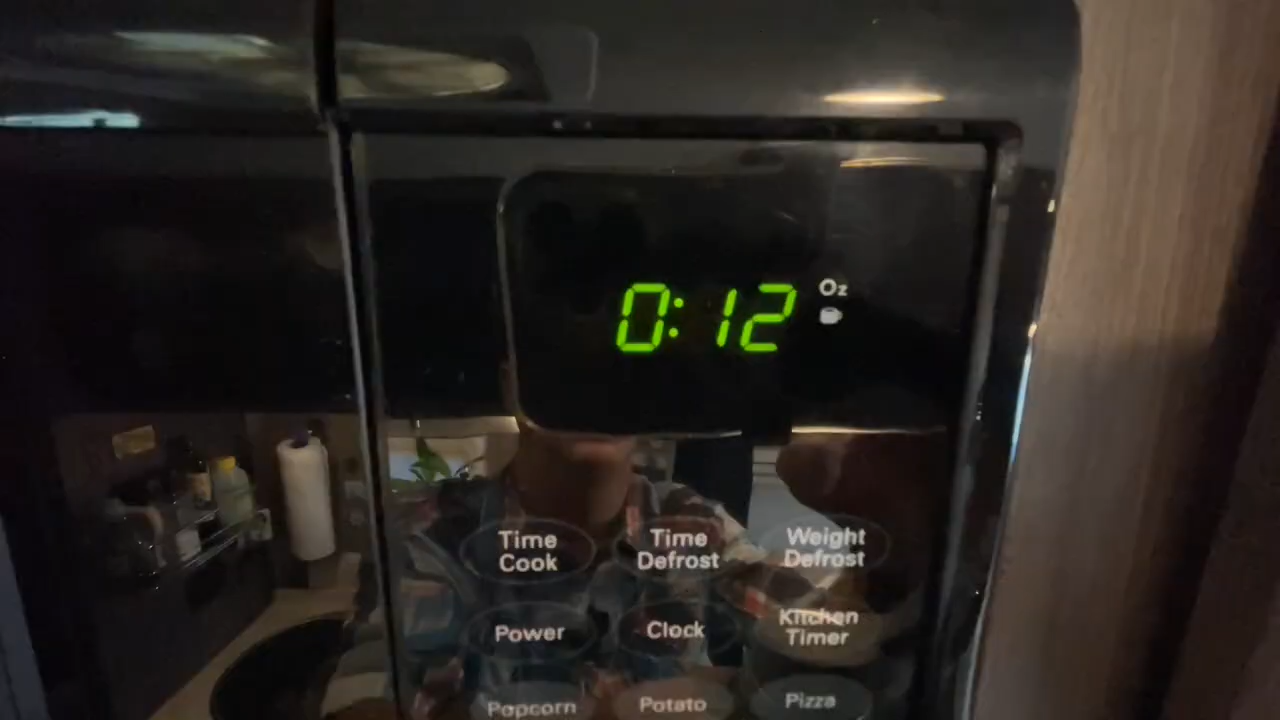 0:12
Oz
Time Cook
Time Defrost
Weight Defrost
Power
Clock
Kitchen Timer
Popcorn
Potato
Pizza